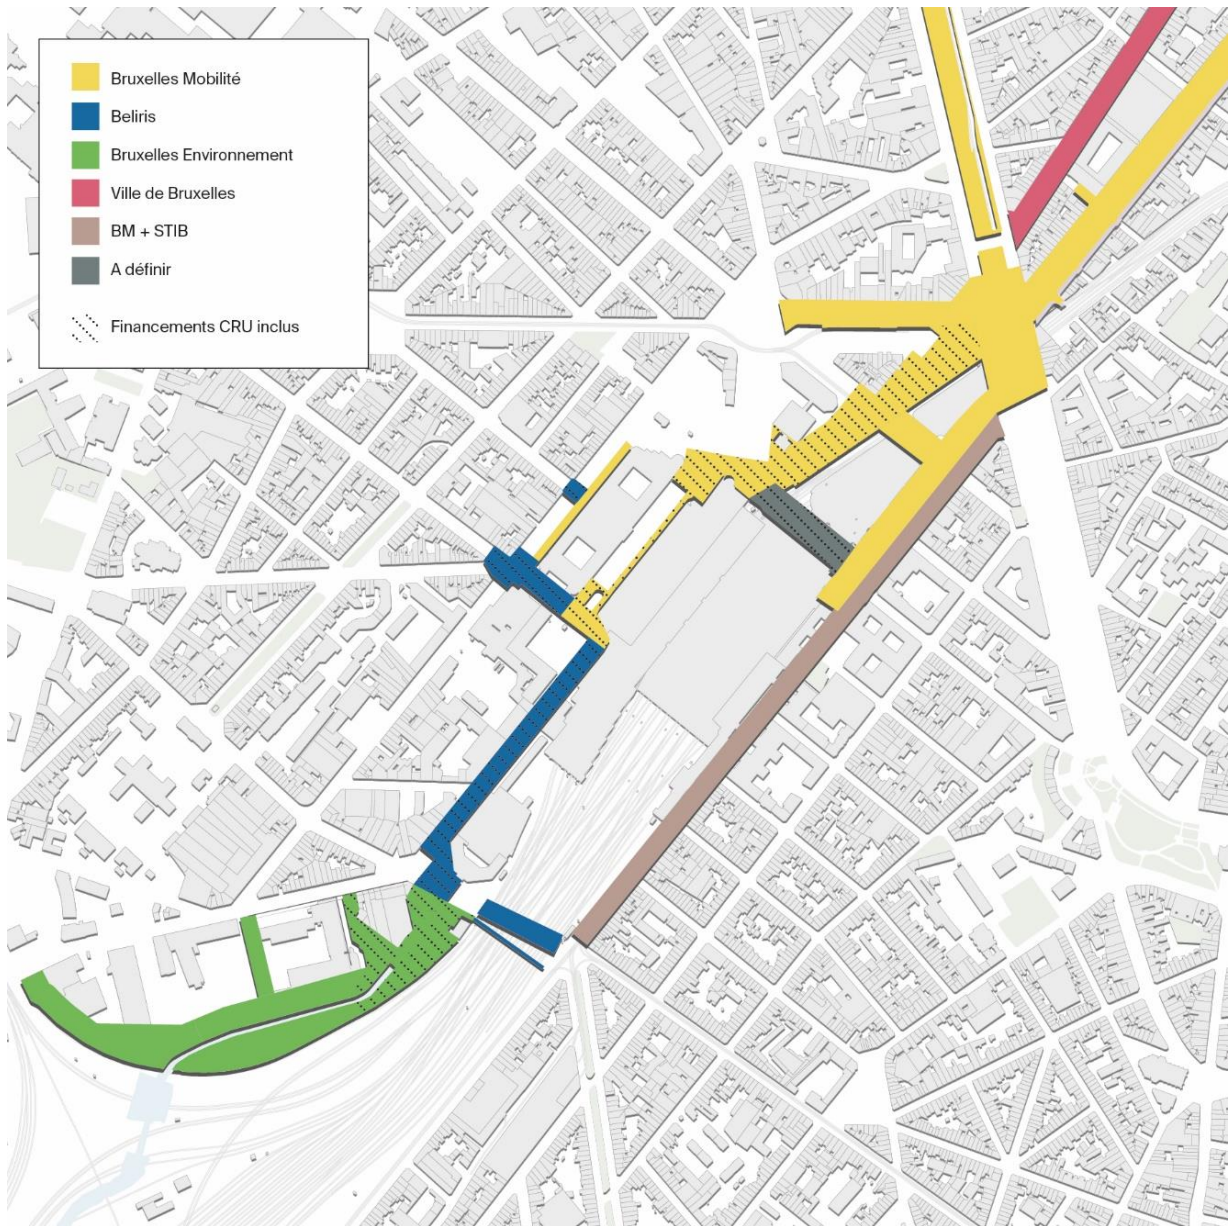 Bruxelles Mobilité
Beliris
Bruxelles Environnement
Ville de Bruxelles
BM + STIB
A définir
Financements CRU inclus